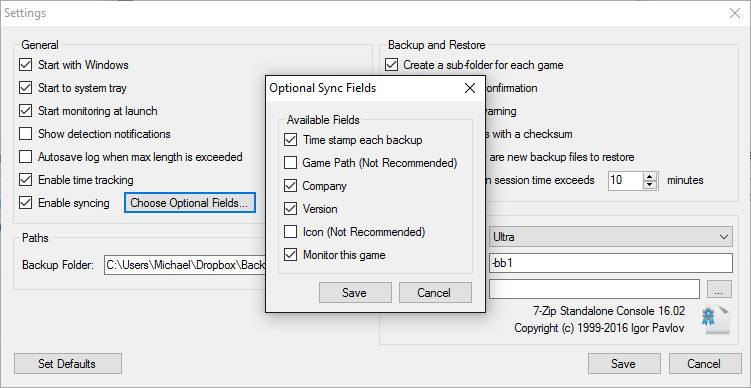 Settings
General
Start with Windows
Start to system tray
Start monitoring at launch
Show detection notifications
Autosave log when max length is exceeded
Enable time tracking
Enable syncing
Choose Optional Fields...
Paths
Backup Folder:
C:\Users\Michael\Dropbox\Back
Set Defaults
Optional Sync Fields
Available Fields
Time stamp each backup
Game Path (Not Recommended)
Company
Version
Icon (Not Recommended)
Monitor this game
Save
Cancel
Backup and Restore
Create a sub-folder for each game
onfirmation
arning
s with a checksum
are new backup files to restore
n session time exceeds
10
minutes
Ultra
-bb1
...
7-Zip Standalone Console 16.02
Copyright (c) 1999-2016 Igor Pavlov
Save
Cancel